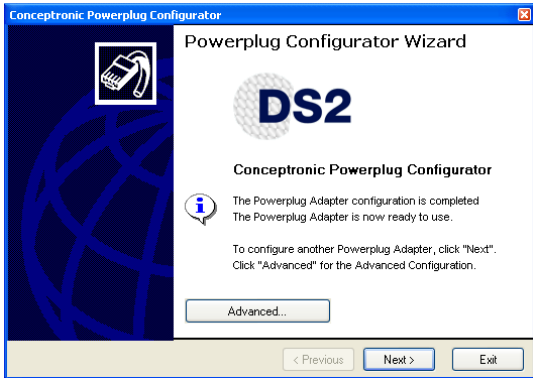 Conceptronic Powerplug Configurator
Powerplug Configurator Wizard
DS2
Conceptronic Powerplug Configurator
The Powerplug Adapter configuration is completed
The Powerplug Adapter is now ready to use.
To configure another Powerplug Adapter, click "Next".
Click "Advanced" for the Advanced Configuration.
Advanced...
< Previous
Next >
Exit